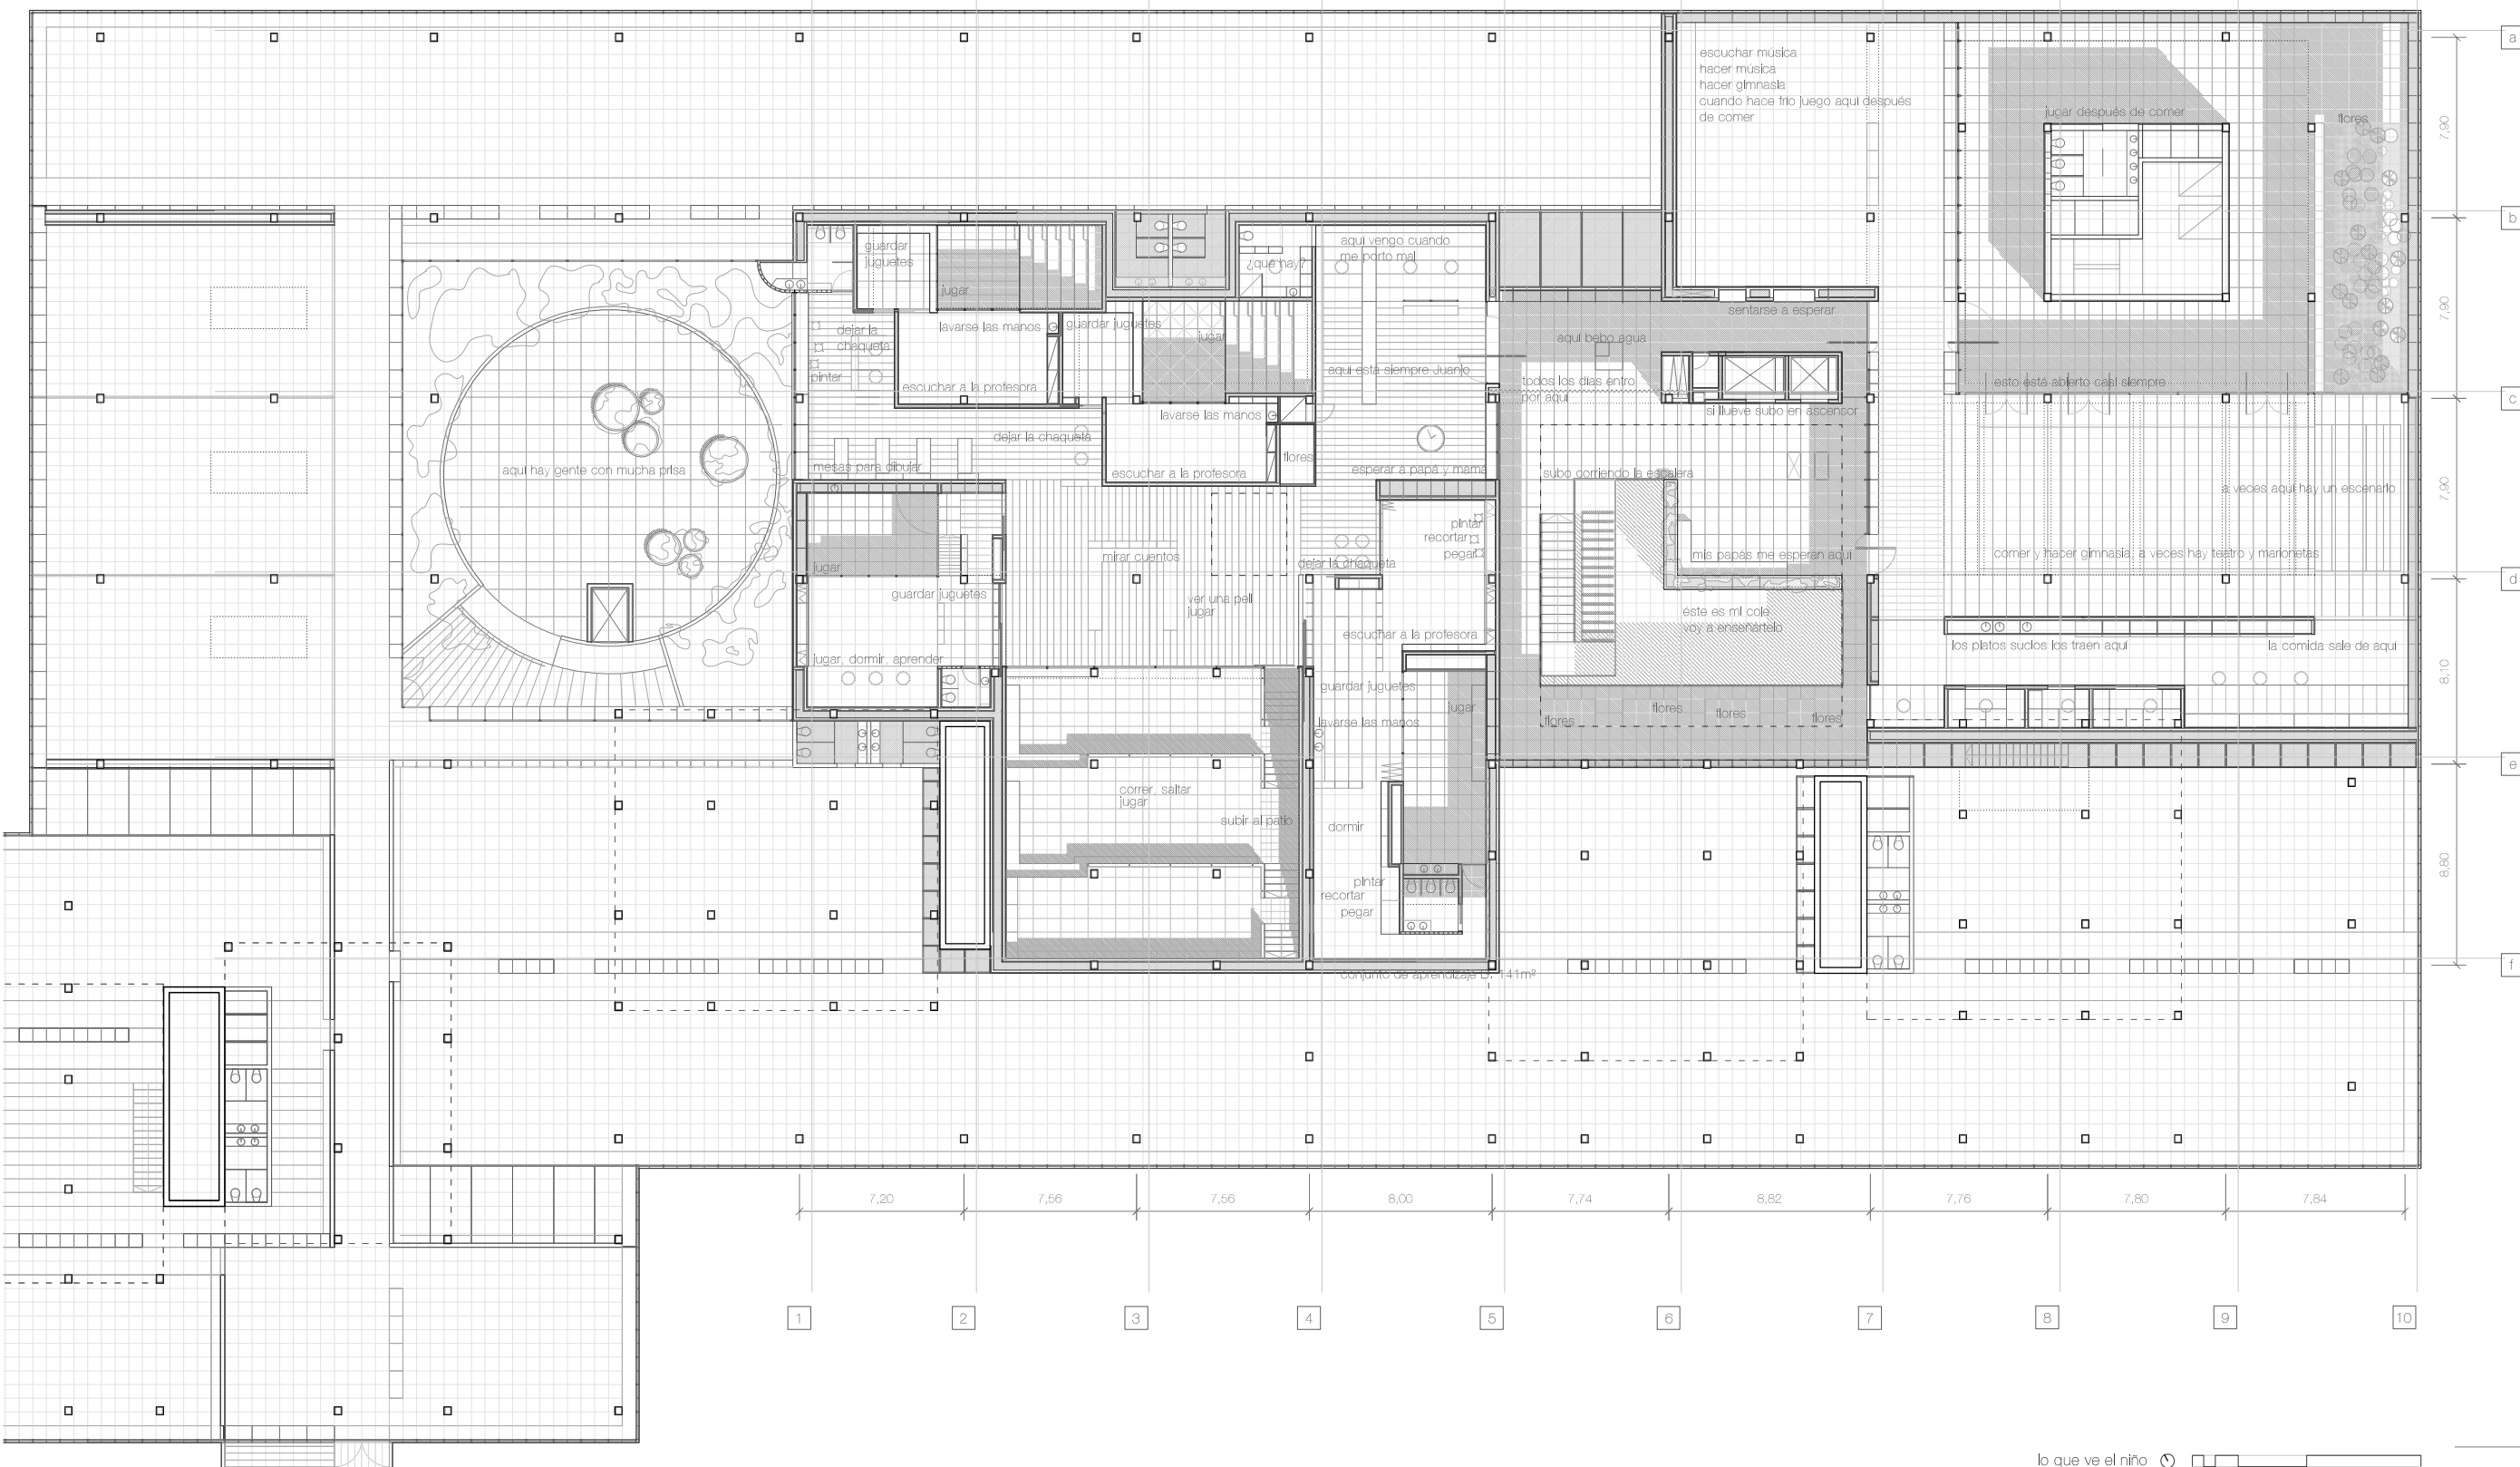 escuchar música
hacer música
hacer gimnasia
cuando hace frío juego aquí después
de comer
a
jugar después de comer
flores
7,90
b
guardar
juguetes
jugar
¿qué hay?
aquí vengo cuando
me porto mal
sentarse a esperar
7,90
dejar la
chaqueta
pintar
lavarse las manos
guardar juguetes
jugar
aquí bebo agua
escuchar a la profesora
aquí está siempre Juanjo
todos los días entro
por aquí
esto está abierto casi siempre
c
lavarse las manos
si llueve subo en ascensor
dejar la chaqueta
aquí hay gente con mucha prisa
mesas para dibujar
escuchar a la profesora
flores
esperar a papá y mamá
subo corriendo la escalera
a veces aquí hay un escenario
7,90
pintar
recortar
pegar
mirar cuentos
jugar
dejar la chaqueta
mis papás me esperan aquí
comer y hacer gimnasia, a veces hay teatro y marionetas
d
guardar juguetes
ver una peli
jugar
éste es mi cole
voy a enseñártelo
escuchar a la profesora
los platos sucios los traen aquí
la comida sale de aquí
jugar, dormir, aprender
8,10
guardar juguetes
jugar
lavarse las manos
flores
flores
flores
flores
e
correr, saltar
jugar
subir al patio
dormir
8,80
pintar
recortar
pegar
conjunto de aprendizaje D. 141m²
f
7,20
7,56
7,56
8,00
7,74
8,82
7,76
7,80
7,84
1
2
3
4
5
6
7
8
9
10
lo que ve el niño